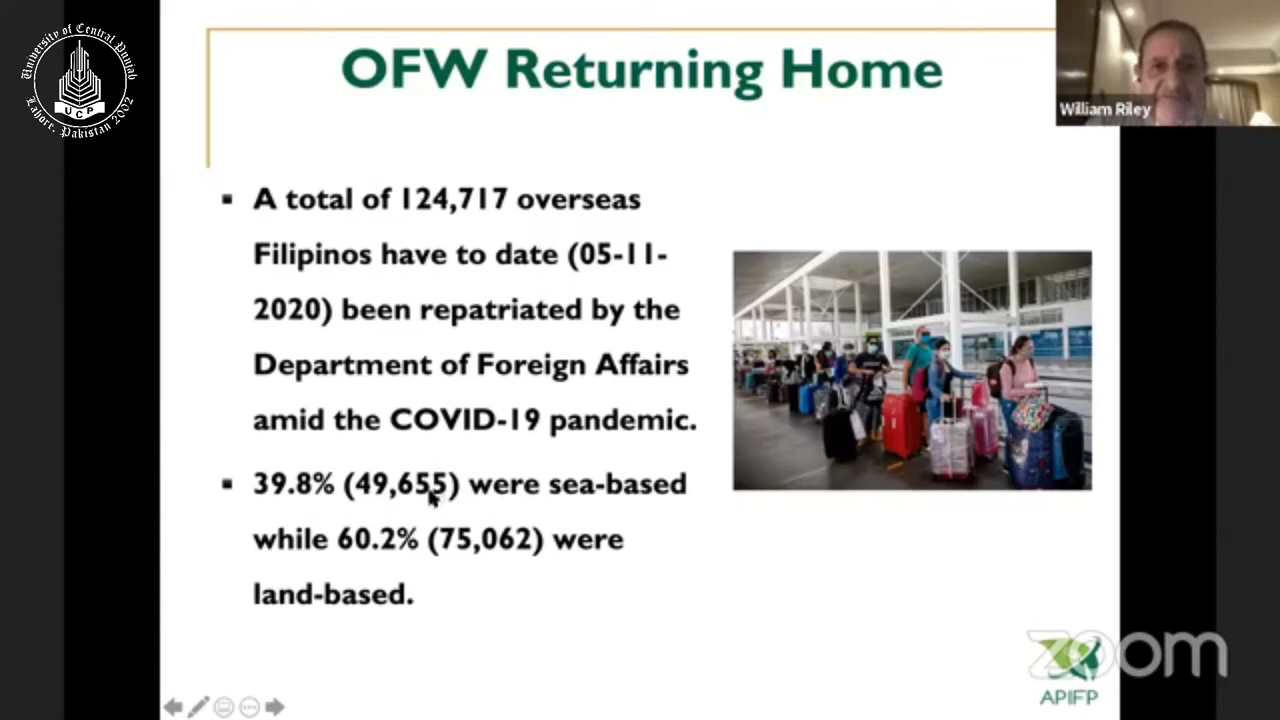 University of Central Punjab
UCP
Lahore, Pakistan 2002
OFW Returning Home
William Riley
▪ A total of 124,717 overseas
Filipinos have to date (05-11-
2020) been repatriated by the
Department of Foreign Affairs
amid the COVID-19 pandemic.
▪ 39.8% (49,655) were sea-based
while 60.2% (75,062) were
land-based.
zoom
APIFP